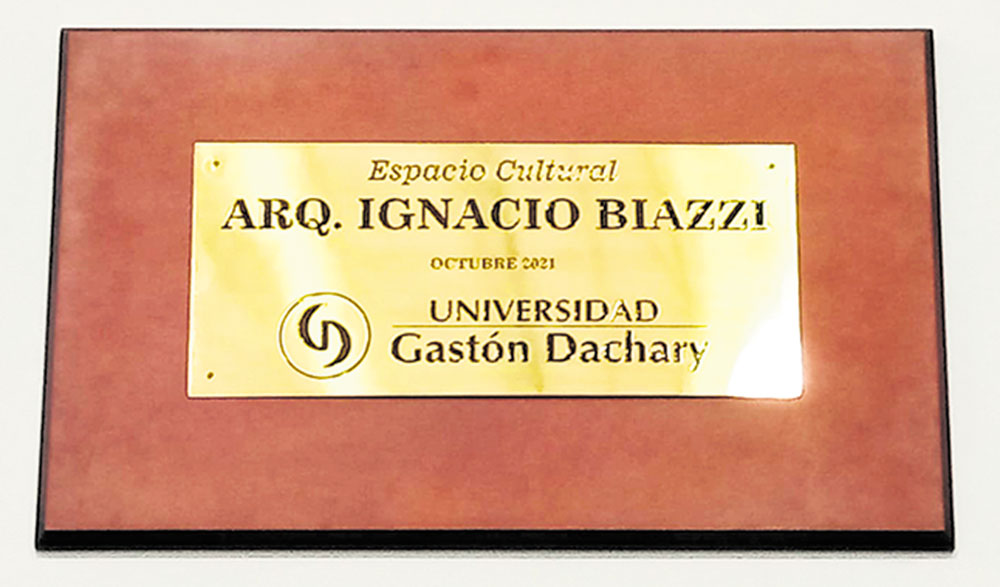 Espacio Cultural
ARQ. IGNACIO BIAZZI
OCTUBRE 2021
UNIVERSIDAD
Gastón Dachary